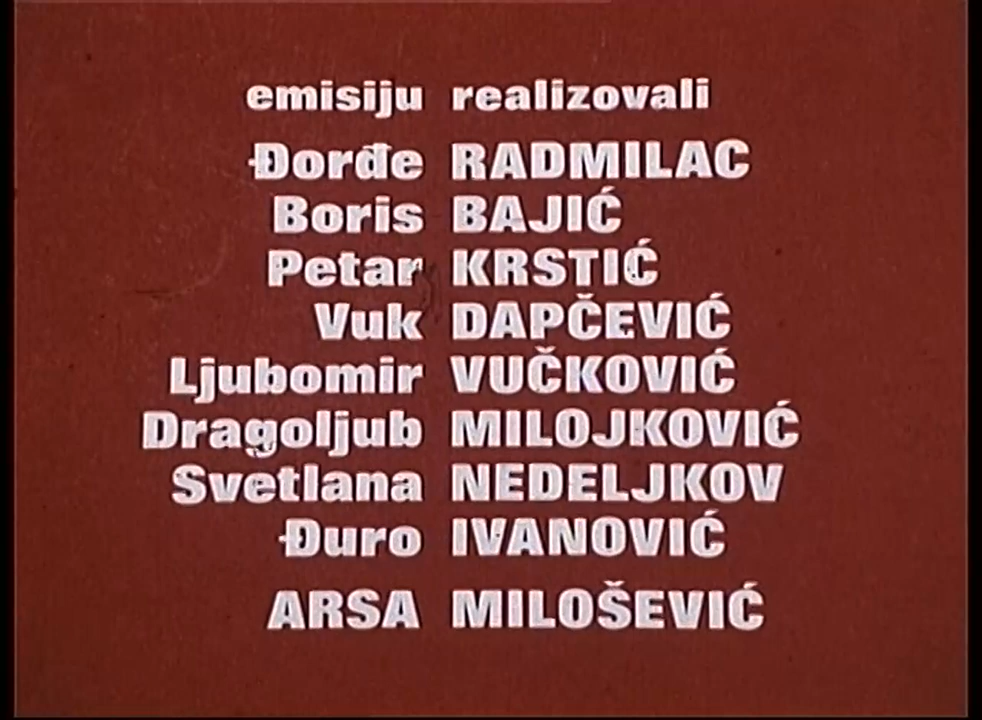 emisiju realizovali
Đorđe RADMILAC
Boris BAJIĆ
Petar KRSTIĆ
Vuk DAPČEVIĆ
Ljubomir VUČKOVIĆ
Dragoljub MILOJKOVIĆ
Svetlana NEDELJKOV
Đuro IVANOVIĆ
ARSA MILOŠEVIĆ